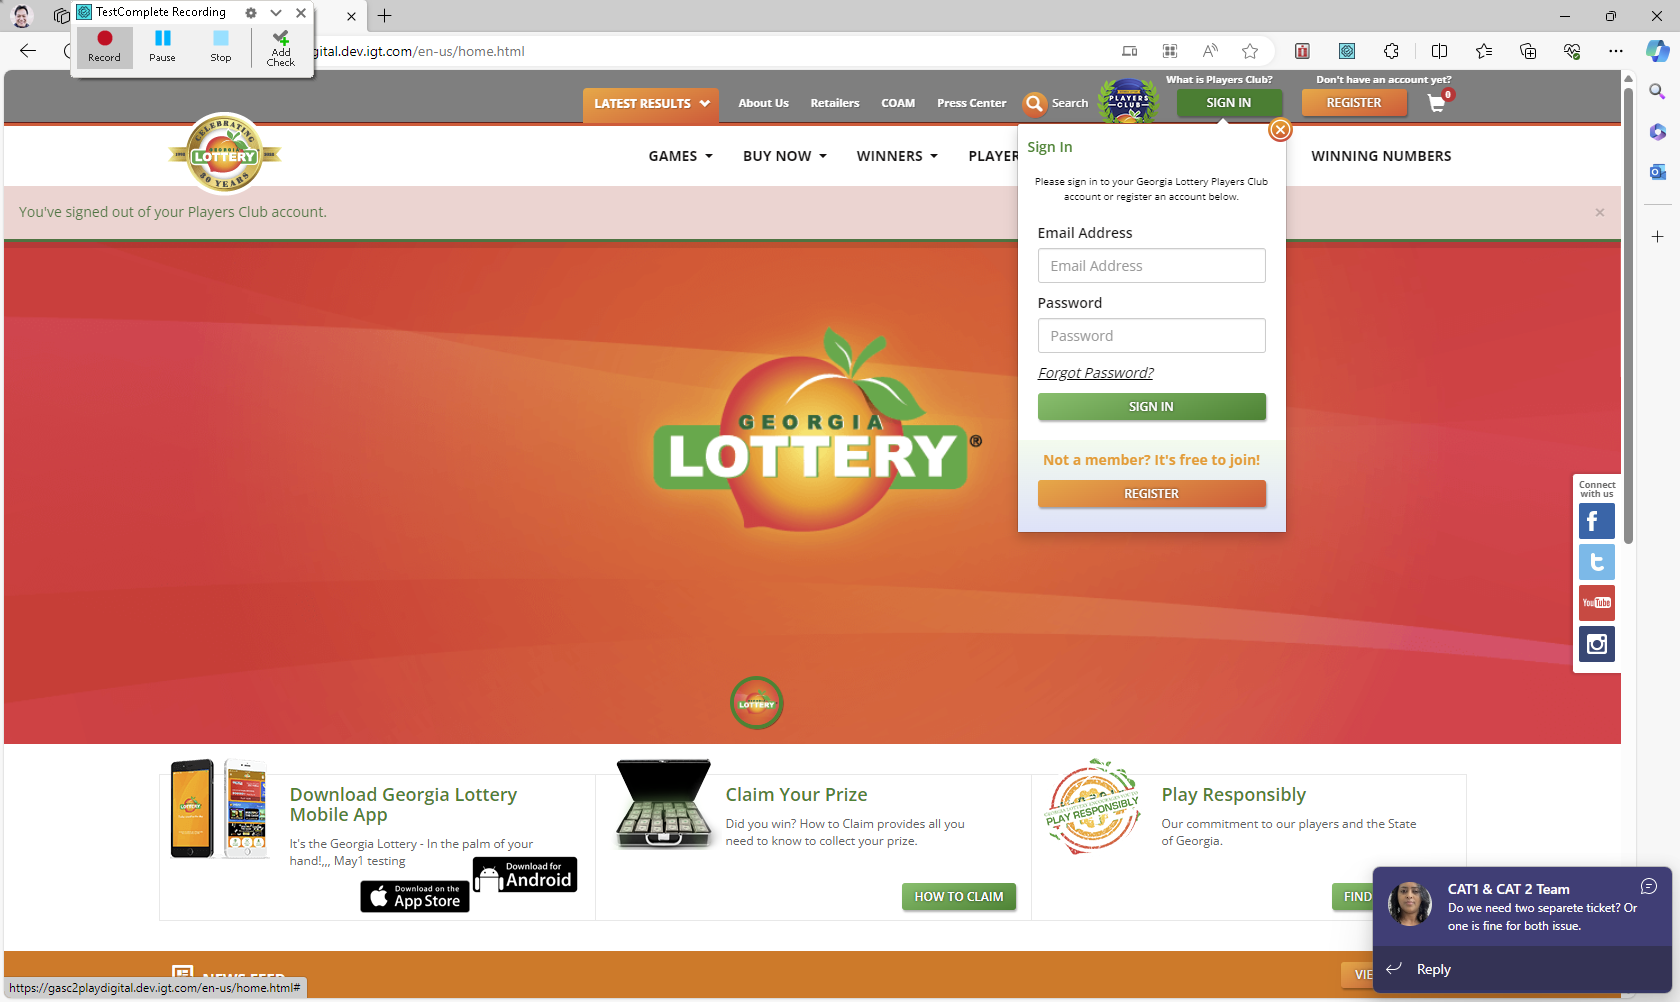 TestComplete Recording
Record
Pause
Stop
Add
Check
gital.dev.igt.com/en-us/home.html
LATEST RESULTS
About Us
Retailers
COAM
Press Center
Search
PLAYERS
CLUB
What is Players Club?
SIGN IN
Don't have an account yet?
REGISTER
0
CELEBRATING
GEORGIA
LOTTERY
30 YEARS
GAMES
BUY NOW
WINNERS
PLAYER
WINNING NUMBERS
You've signed out of your Players Club account.
×
Sign In
Please sign in to your Georgia Lottery Players Club
account or register an account below.
Email Address
Email Address
Password
Password
Forgot Password?
SIGN IN
Not a member? It's free to join!
REGISTER
GEORGIA
LOTTERY®
LOTTERY
Connect
with us
YouTube
Download Georgia Lottery
Mobile App
It's the Georgia Lottery - In the palm of your
hand!,,, May1 testing
Download on the
App Store
Download for
Android
Claim Your Prize
Did you win? How to Claim provides all you
need to know to collect your prize.
HOW TO CLAIM
PLAY RESPONSIBLY
Play Responsibly
Our commitment to our players and the State
of Georgia.
FIND
CAT1 & CAT 2 Team
Do we need two separete ticket? Or
one is fine for both issue.
Reply
NEWS FEED
VIE
https://gasc2playdigital.dev.igt.com/en-us/home.html#